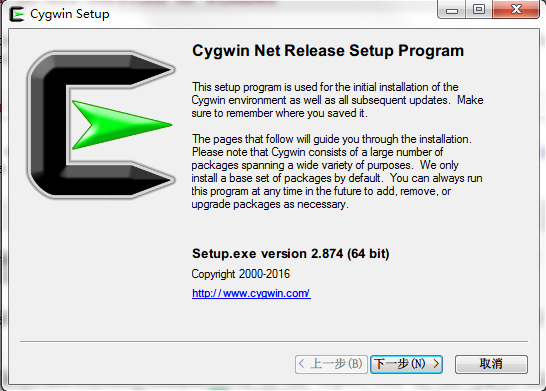 Cygwin Setup
Cygwin Net Release Setup Program
This setup program is used for the initial installation of the
Cygwin environment as well as all subsequent updates.  Make
sure to remember where you saved it.
The pages that follow will guide you through the installation.
Please note that Cygwin consists of a large number of
packages spanning a wide variety of purposes.  We only
install a base set of packages by default.  You can always run
this program at any time in the future to add, remove, or
upgrade packages as necessary.
Setup.exe version 2.874 (64 bit)
Copyright 2000-2016
http://www.cygwin.com/
< 上一步(B) 下一步(N) > 取消